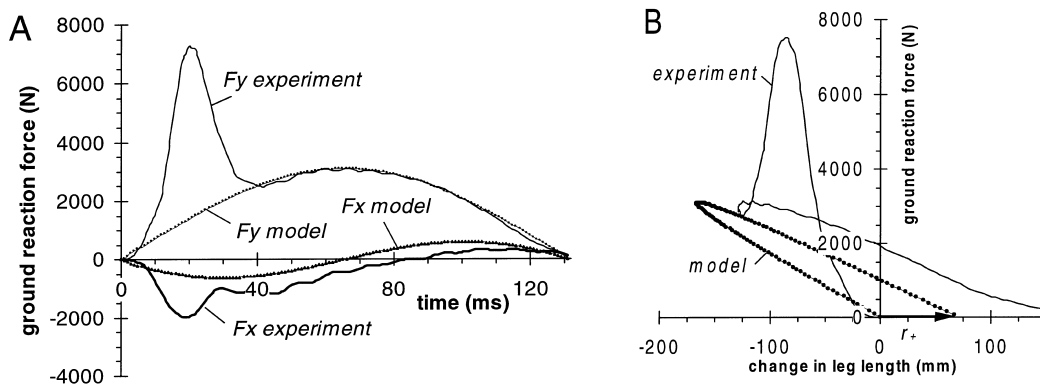 A
ground reaction force (N)
8000
6000
4000
2000
0
-2000
-4000
0
40
80
120
time (ms)
Fy experiment
Fy model
Fx model
Fx experiment
B
ground reaction force (N)
8000
6000
4000
2000
0
-200
-100
0
100
change in leg length (mm)
experiment
model
r+